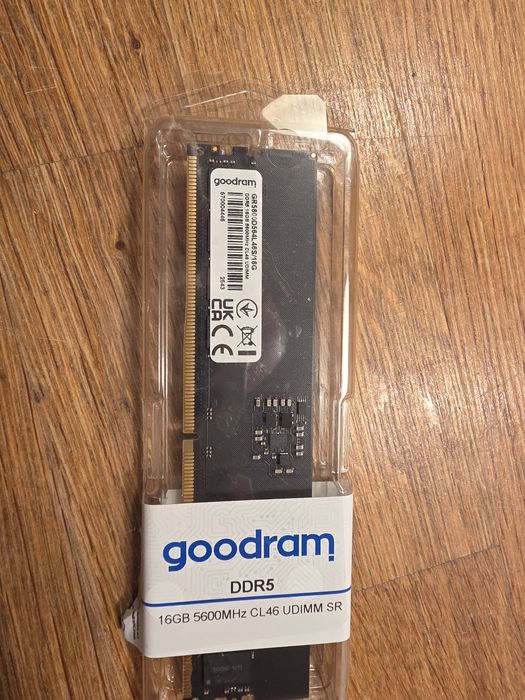 goodram
GR5600D564L46S/16G
DDR5 16GB 5600MHz CL46 UDIMM
570004446
2543
UK
CA
CE
goodram
DDR5
16GB 5600MHz CL46 UDIMM SR